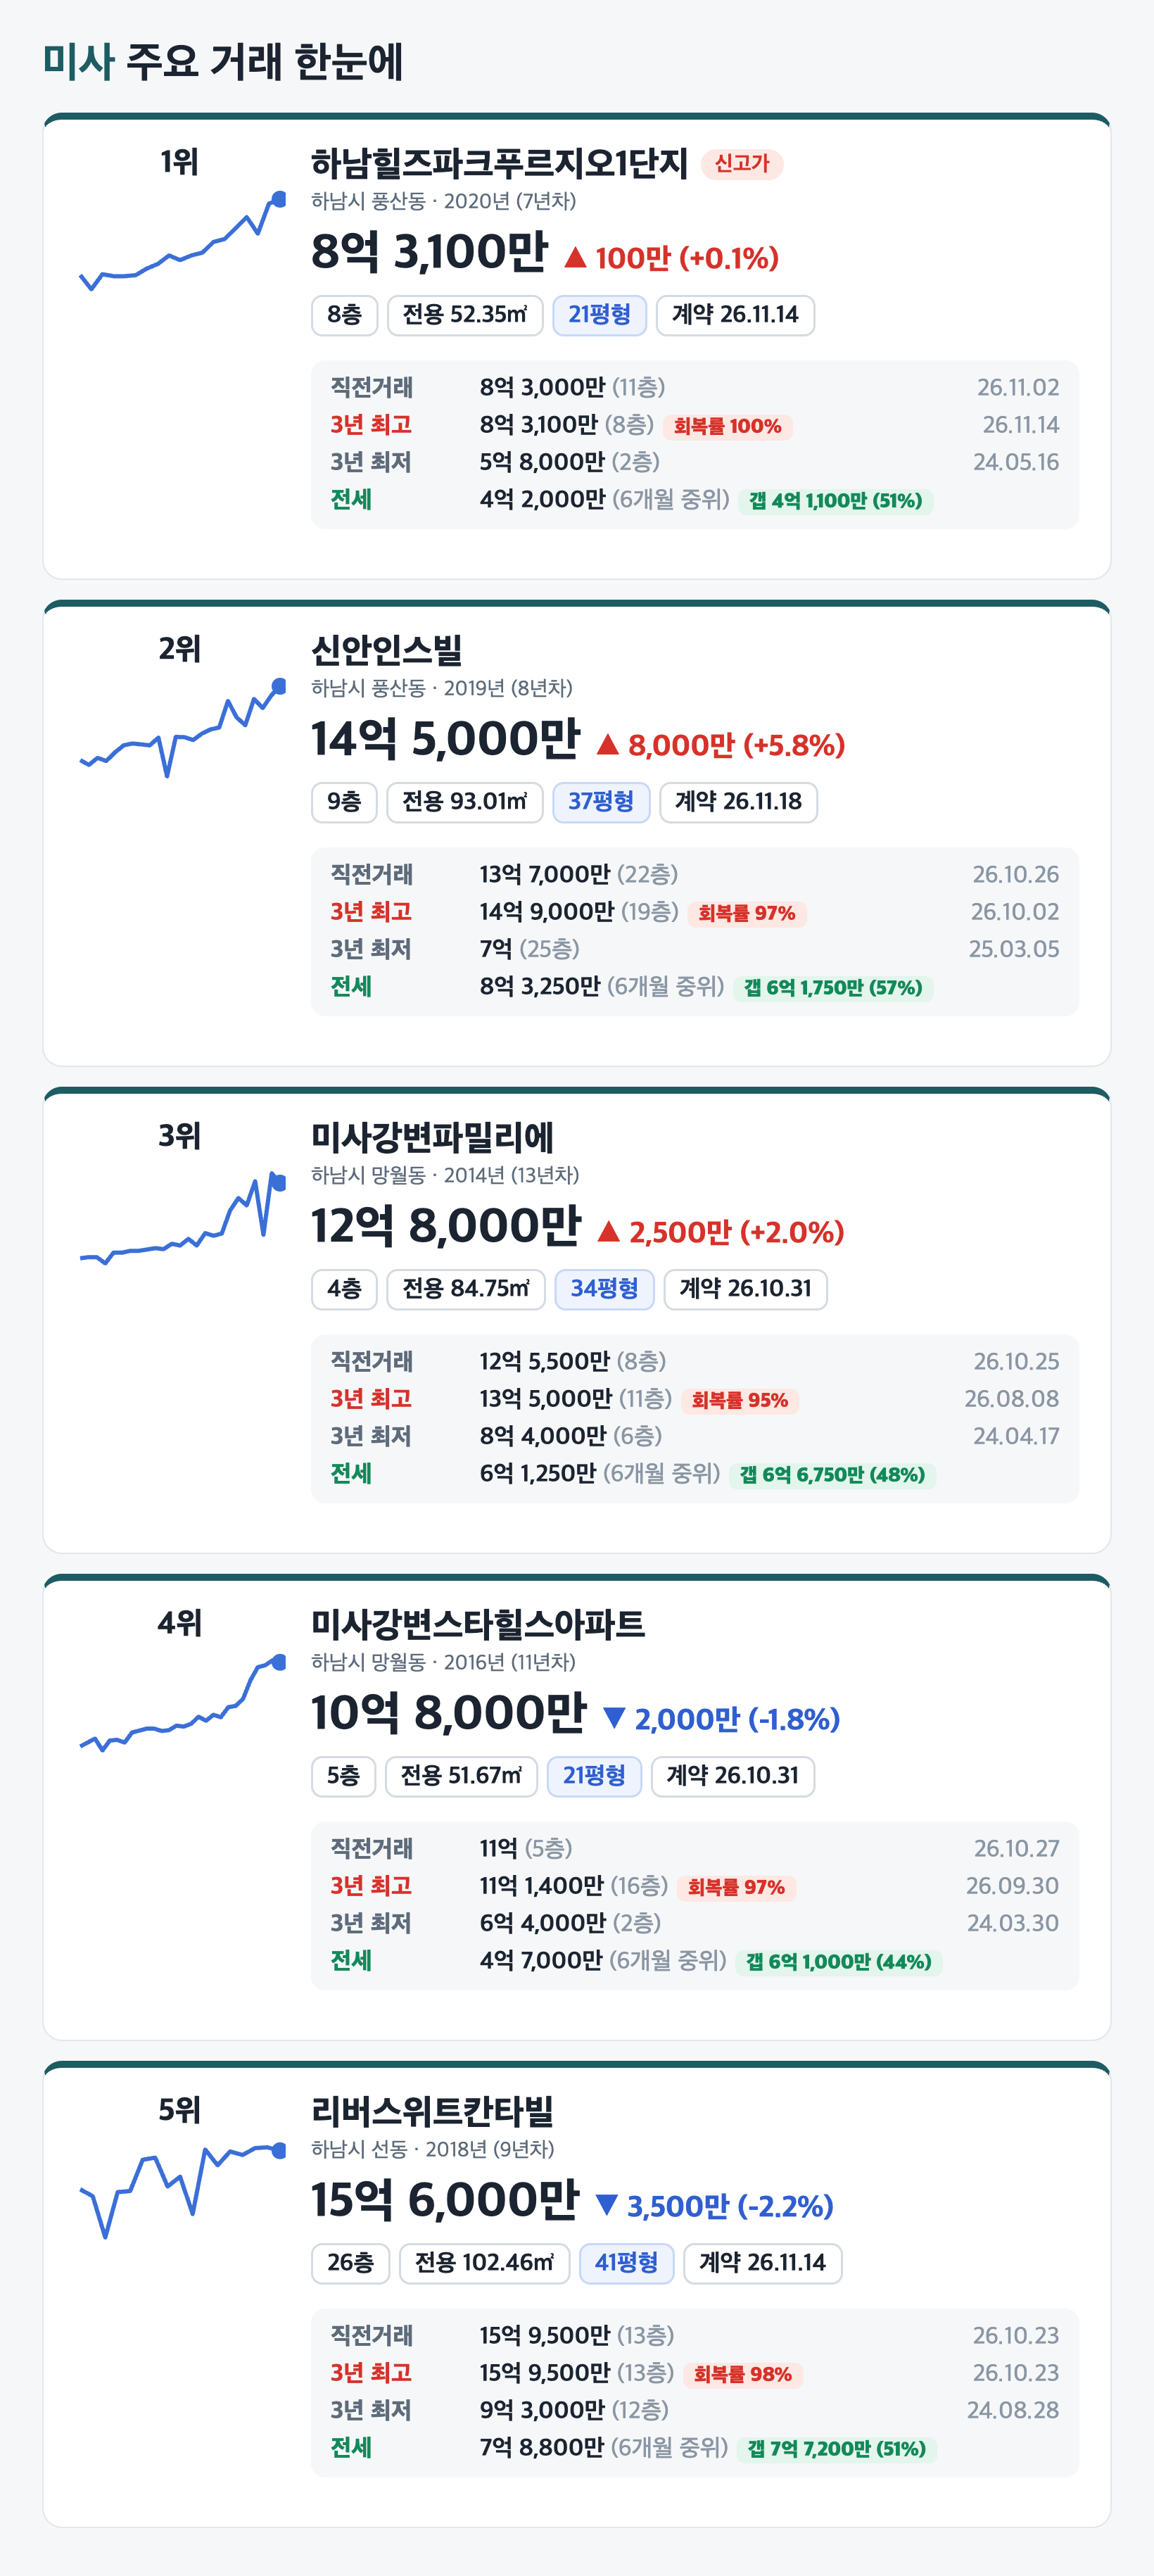 미사 주요 거래 한눈에
1위
하남힐즈파크푸르지오1단지 신고가
하남시 풍산동 · 2020년 (7년차)
8억 3,100만 ▲ 100만 (+0.1%)
8층 전용 52.35㎡ 21평형 계약 26.11.14
직전거래 8억 3,000만 (11층) 26.11.02
3년 최고 8억 3,100만 (8층) 회복률 100% 26.11.14
3년 최저 5억 8,000만 (2층) 24.05.16
전세 4억 2,000만 (6개월 중위) 갭 4억 1,100만 (51%)
2위
신안인스빌
하남시 풍산동 · 2019년 (8년차)
14억 5,000만 ▲ 8,000만 (+5.8%)
9층 전용 93.01㎡ 37평형 계약 26.11.18
직전거래 13억 7,000만 (22층) 26.10.26
3년 최고 14억 9,000만 (19층) 회복률 97% 26.10.02
3년 최저 7억 (25층) 25.03.05
전세 8억 3,250만 (6개월 중위) 갭 6억 1,750만 (57%)
3위
미사강변파밀리에
하남시 망월동 · 2014년 (13년차)
12억 8,000만 ▲ 2,500만 (+2.0%)
4층 전용 84.75㎡ 34평형 계약 26.10.31
직전거래 12억 5,500만 (8층) 26.10.25
3년 최고 13억 5,000만 (11층) 회복률 95% 26.08.08
3년 최저 8억 4,000만 (6층) 24.04.17
전세 6억 1,250만 (6개월 중위) 갭 6억 6,750만 (48%)
4위
미사강변스타힐스아파트
하남시 망월동 · 2016년 (11년차)
10억 8,000만 ▼ 2,000만 (-1.8%)
5층 전용 51.67㎡ 21평형 계약 26.10.31
직전거래 11억 (5층) 26.10.27
3년 최고 11억 1,400만 (16층) 회복률 97% 26.09.30
3년 최저 6억 4,000만 (2층) 24.03.30
전세 4억 7,000만 (6개월 중위) 갭 6억 1,000만 (44%)
5위
리버스위트칸타빌
하남시 선동 · 2018년 (9년차)
15억 6,000만 ▼ 3,500만 (-2.2%)
26층 전용 102.46㎡ 41평형 계약 26.11.14
직전거래 15억 9,500만 (13층) 26.10.23
3년 최고 15억 9,500만 (13층) 회복률 98% 26.10.23
3년 최저 9억 3,000만 (12층) 24.08.28
전세 7억 8,800만 (6개월 중위) 갭 7억 7,200만 (51%)